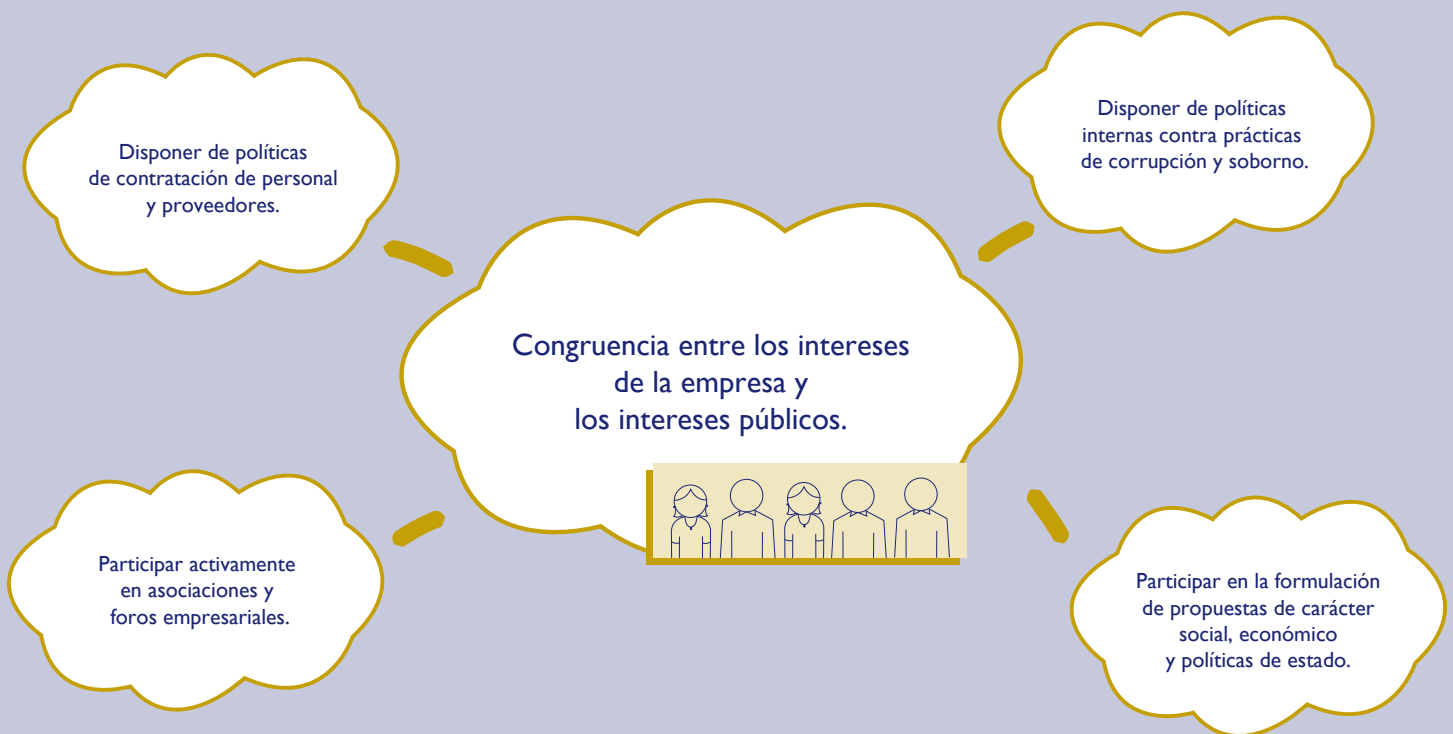 Disponer de políticas
de contratación de personal
y proveedores.
Disponer de políticas
internas contra prácticas
de corrupción y soborno.
Congruencia entre los intereses
de la empresa y
los intereses públicos.
Participar activamente
en asociaciones y
foros empresariales.
Participar en la formulación
de propuestas de carácter
social, económico
y políticas de estado.